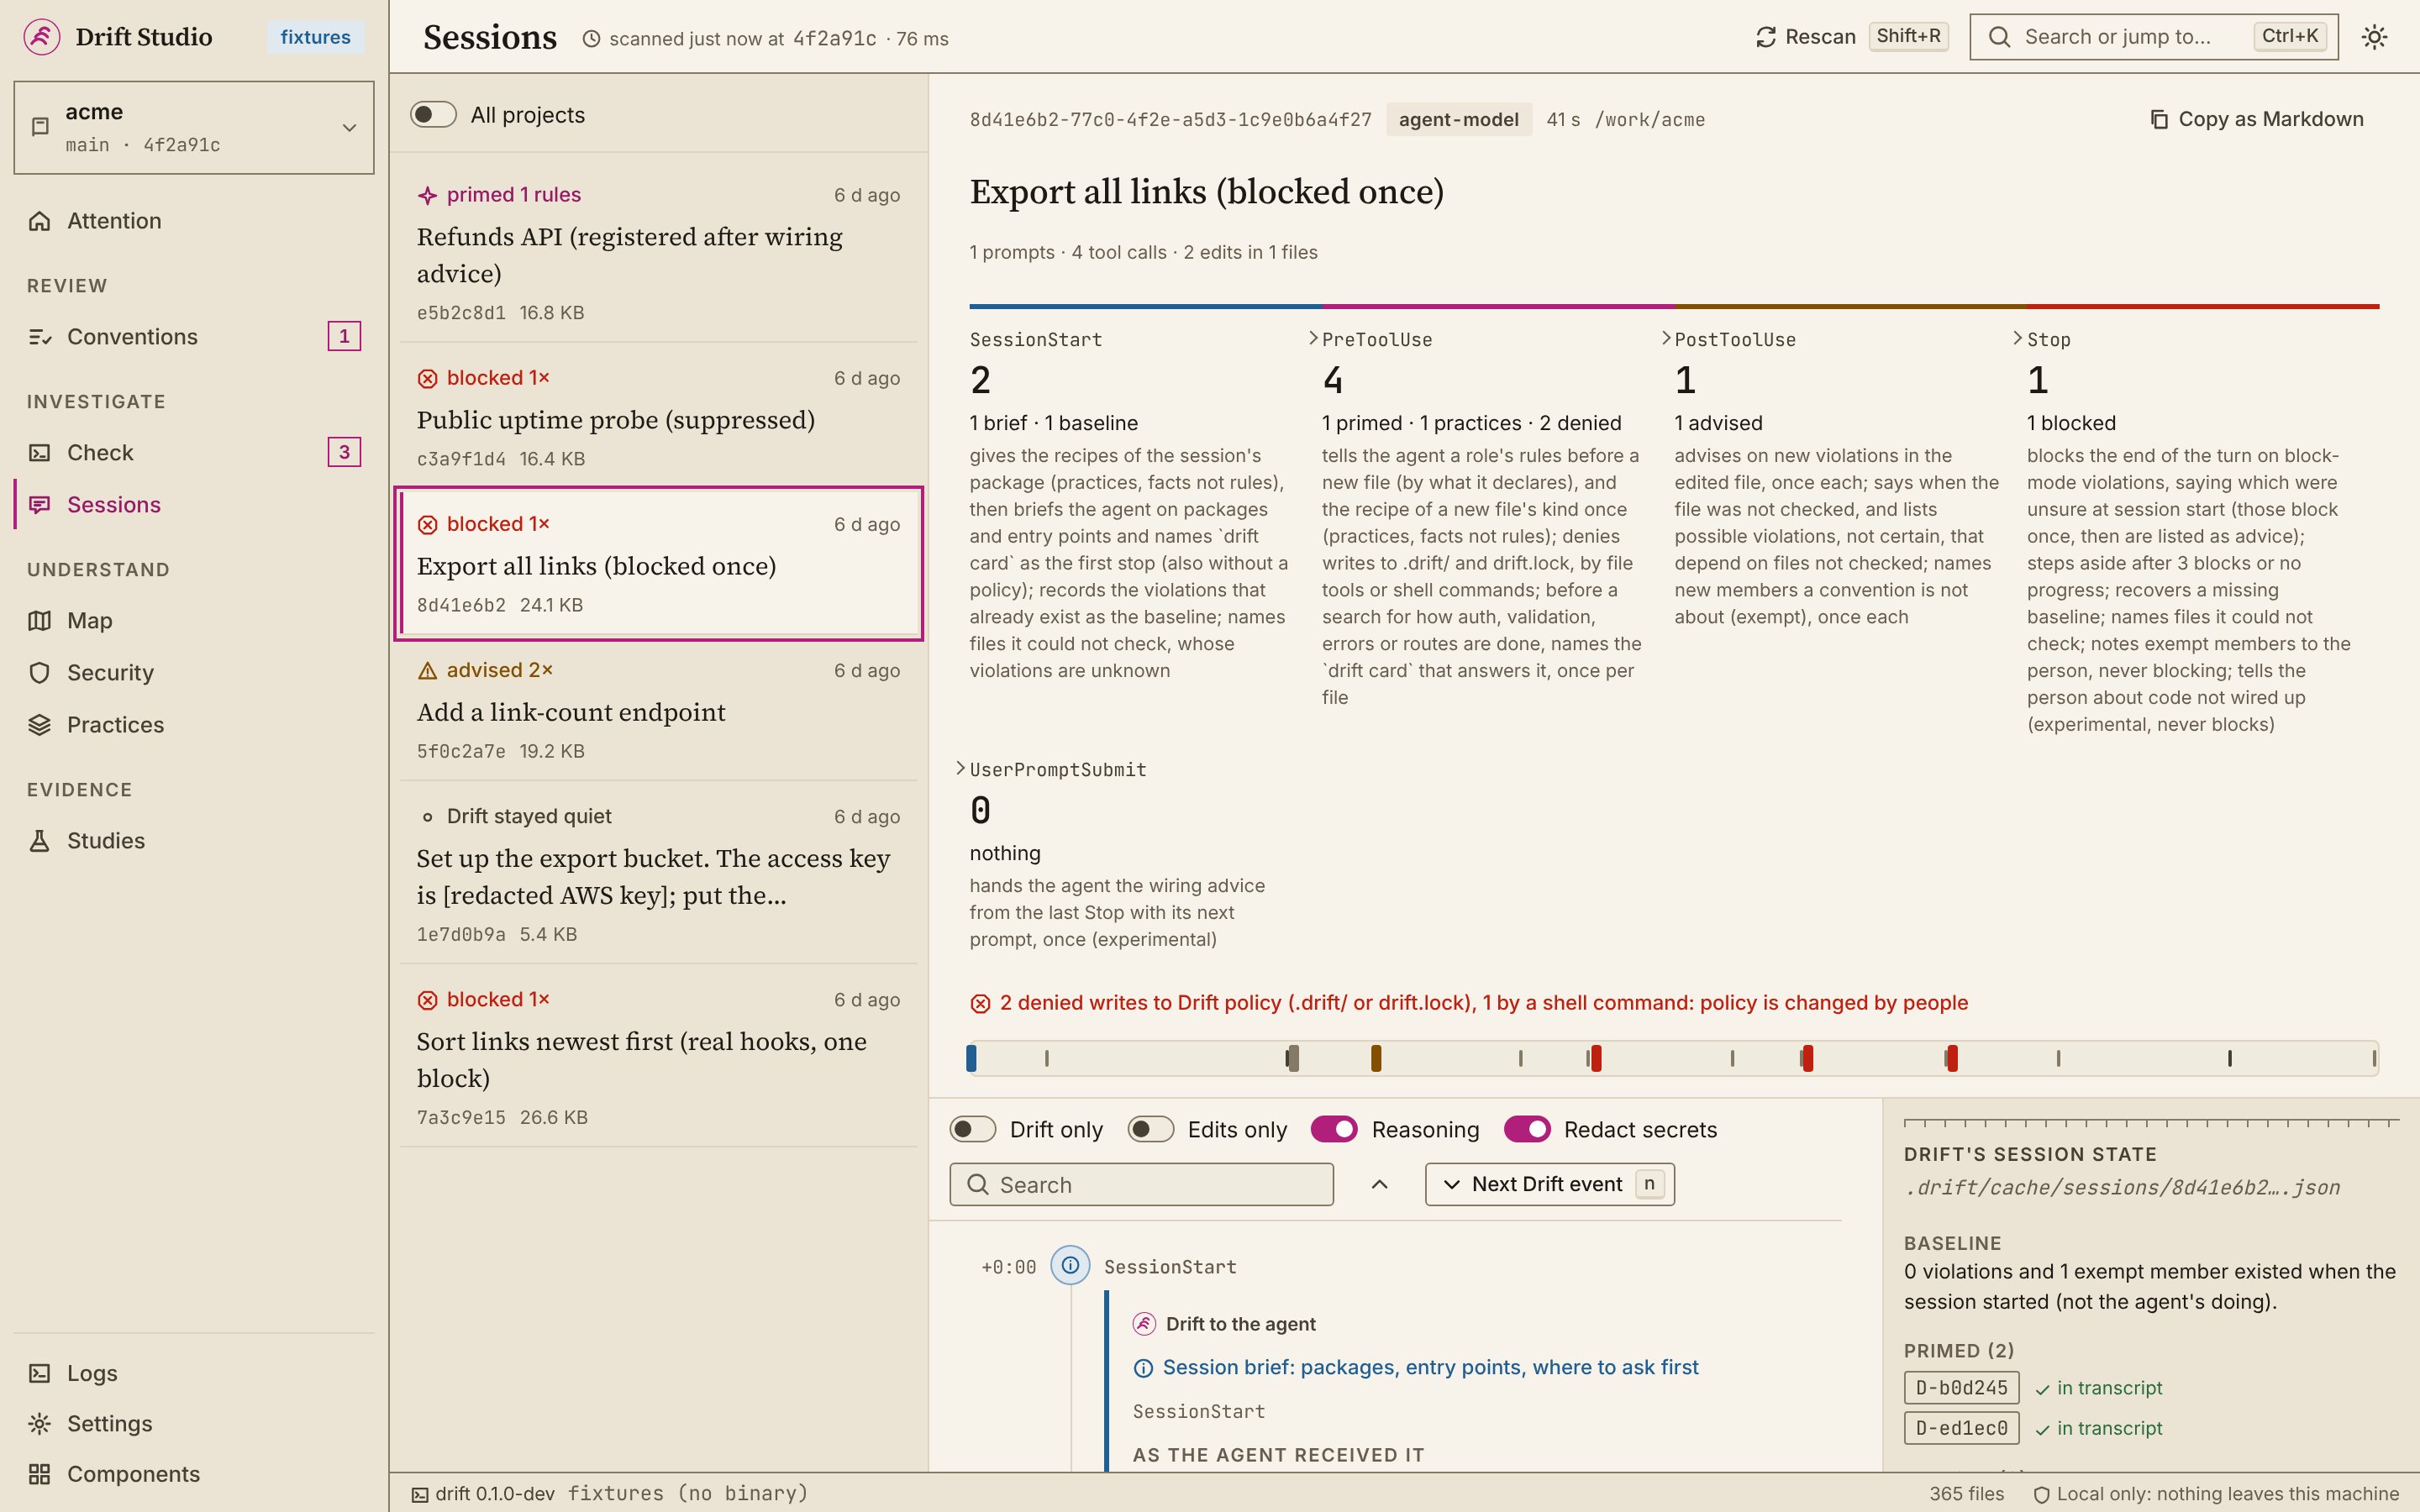 Drift Studio
fixtures
acme
main · 4f2a91c
Attention
REVIEW
Conventions
1
INVESTIGATE
Check
3
Sessions
UNDERSTAND
Map
Security
Practices
EVIDENCE
Studies
Logs
Settings
Components
Sessions
scanned just now at 4f2a91c · 76 ms
Rescan
Shift+R
Search or jump to...
Ctrl+K
All projects
primed 1 rules
6 d ago
Refunds API (registered after wiring
advice)
e5b2c8d1 16.8 KB
blocked 1×
6 d ago
Public uptime probe (suppressed)
c3a9f1d4 16.4 KB
blocked 1×
6 d ago
Export all links (blocked once)
8d41e6b2 24.1 KB
advised 2×
6 d ago
Add a link-count endpoint
5f0c2a7e 19.2 KB
Drift stayed quiet
6 d ago
Set up the export bucket. The access key
is [redacted AWS key]; put the...
1e7d0b9a 5.4 KB
blocked 1×
6 d ago
Sort links newest first (real hooks, one
block)
7a3c9e15 26.6 KB
8d41e6b2-77c0-4f2e-a5d3-1c9e0b6a4f27
agent-model
41 s
/work/acme
Copy as Markdown
Export all links (blocked once)
1 prompts · 4 tool calls · 2 edits in 1 files
SessionStart
2
1 brief · 1 baseline
gives the recipes of the session's
package (practices, facts not rules),
then briefs the agent on packages
and entry points and names `drift
card` as the first stop (also without a
policy); records the violations that
already exist as the baseline; names
files it could not check, whose
violations are unknown
PreToolUse
4
1 primed · 1 practices · 2 denied
tells the agent a role's rules before a
new file (by what it declares), and
the recipe of a new file's kind once
(practices, facts not rules); denies
writes to .drift/ and drift.lock, by file
tools or shell commands; before a
search for how auth, validation,
errors or routes are done, names the
`drift card` that answers it, once per
file
PostToolUse
1
1 advised
advises on new violations in the
edited file, once each; says when the
file was not checked, and lists
possible violations, not certain, that
depend on files not checked; names
new members a convention is not
about (exempt), once each
Stop
1
1 blocked
blocks the end of the turn on block-
mode violations, saying which were
unsure at session start (those block
once, then are listed as advice);
steps aside after 3 blocks or no
progress; recovers a missing
baseline; names files it could not
check; notes exempt members to the
person, never blocking; tells the
person about code not wired up
(experimental, never blocks)
UserPromptSubmit
0
nothing
hands the agent the wiring advice
from the last Stop with its next
prompt, once (experimental)
2 denied writes to Drift policy (.drift/ or drift.lock), 1 by a shell command: policy is changed by people
Drift only
Edits only
Reasoning
Redact secrets
Search
Next Drift event
n
+0:00
SessionStart
Drift to the agent
Session brief: packages, entry points, where to ask first
SessionStart
AS THE AGENT RECEIVED IT
DRIFT'S SESSION STATE
.drift/cache/sessions/8d41e6b2….json
BASELINE
0 violations and 1 exempt member existed when the
session started (not the agent's doing).
PRIMED (2)
D-b0d245
in transcript
D-ed1ec0
in transcript
drift 0.1.0-dev
fixtures (no binary)
365 files
Local only: nothing leaves this machine